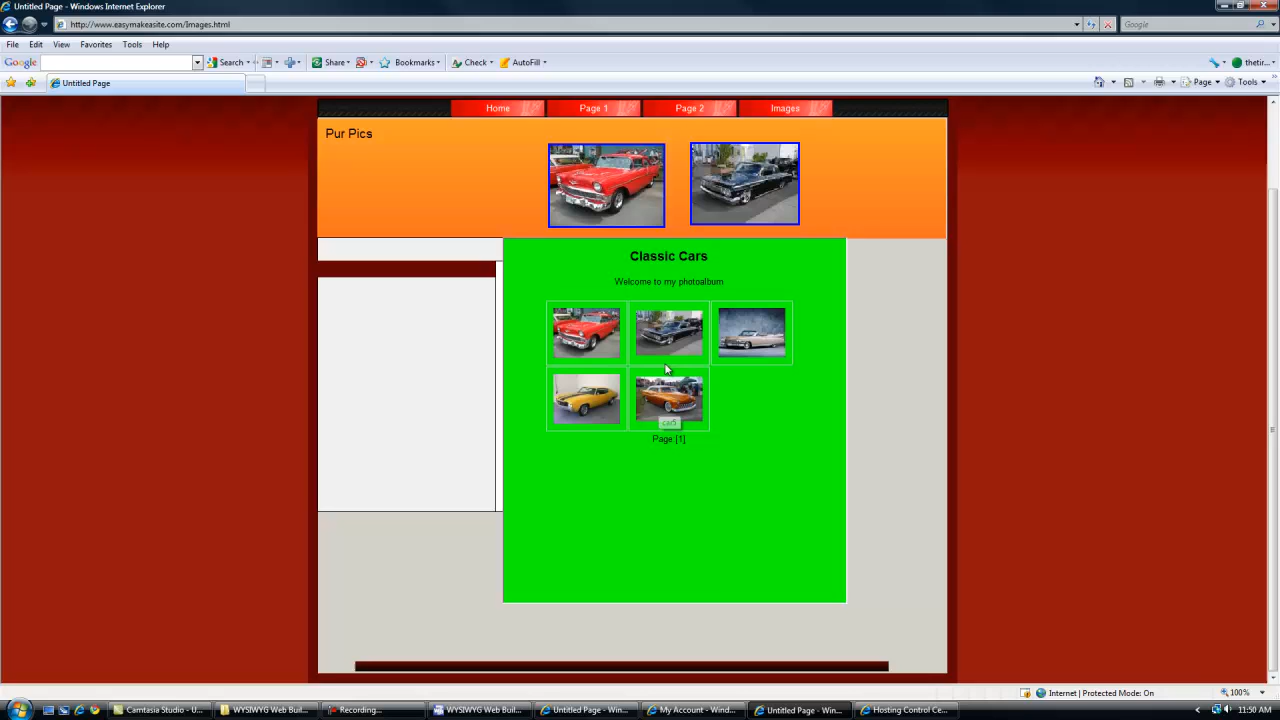 Untitled Page - Windows Internet Explorer
http://www.easymakeasite.com/Images.html
Google
File Edit View Favorites Tools Help
Google Search Share Bookmarks Check AutoFill thetir...
Untitled Page
Page Tools
Home Page 1 Page 2 Images
Pur Pics
Classic Cars
Welcome to my photoalbum
car5
Page [1]
Internet | Protected Mode: On 100%
Camtasia Studio - U... WYSIWYG Web Buil... Recording... WYSIWYG Web Buil... Untitled Page - Win... My Account - Wind... Untitled Page - Win... Hosting Control Ce... 11:50 AM